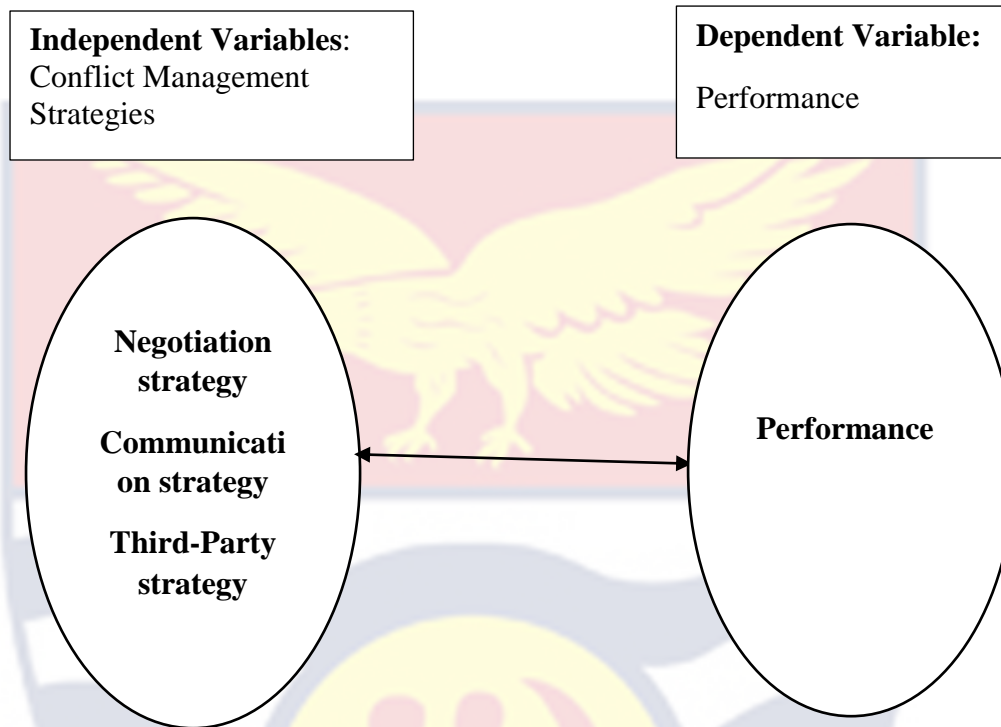 Independent Variables:
Conflict Management
Strategies
Dependent Variable:
Performance
Negotiation
strategy
Communicati
on strategy
Third-Party
strategy
Performance